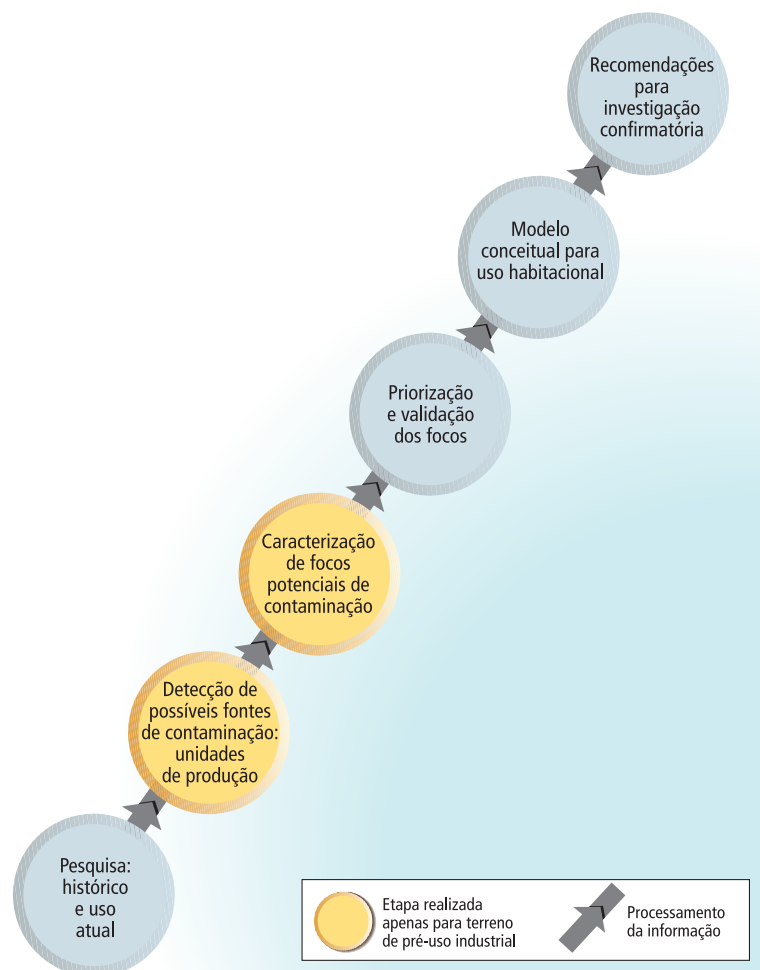 Recomendações
para
investigação
confirmatória
Modelo
conceitual para
uso habitacional
Priorização
e validação
dos focos
Caracterização
de focos
potenciais de
contaminação
Detecção de
possíveis fontes
de contaminação:
unidades
de produção
Pesquisa:
histórico
e uso
atual
Etapa realizada
apenas para terreno
de pré-uso industrial
Processamento
da informação